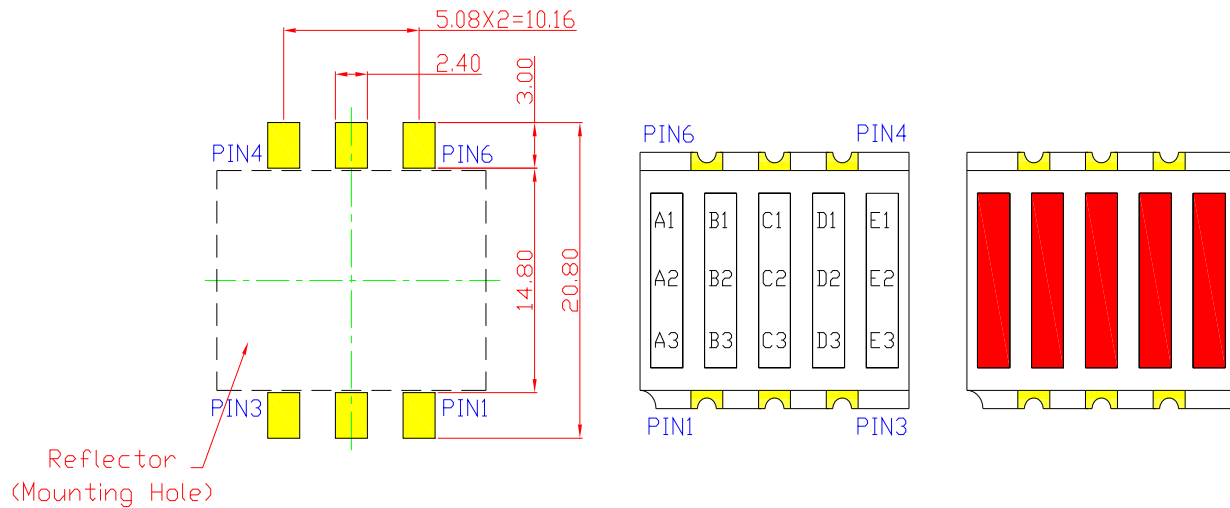 5.08X2=10.16
2.40
3.00
PIN4
PIN6
14.80
20.80
PIN3
PIN1
Reflector
(Mounting Hole)
PIN6
PIN4
A1 B1 C1 D1 E1
A2 B2 C2 D2 E2
A3 B3 C3 D3 E3
PIN1
PIN3